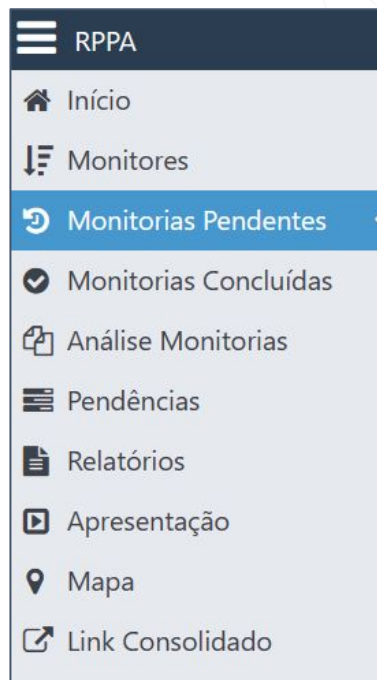 RPPA
Início
Monitores
Monitorias Pendentes
Monitorias Concluídas
Análise Monitorias
Pendências
Relatórios
Apresentação
Mapa
Link Consolidado